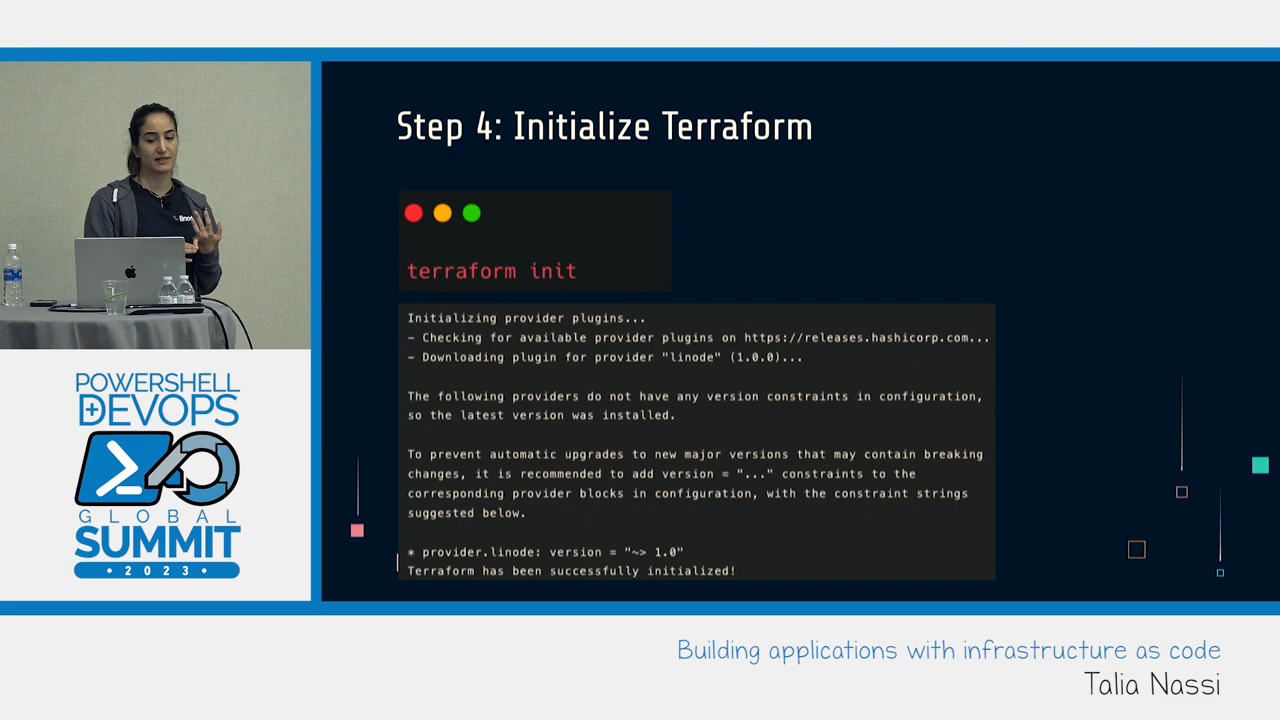 Step 4: Initialize Terraform
terraform init
Initializing provider plugins...
- Checking for available provider plugins on https://releases.hashicorp.com...
- Downloading plugin for provider "linode" (1.0.0)...
The following providers do not have any version constraints in configuration,
so the latest version was installed.
To prevent automatic upgrades to new major versions that may contain breaking
changes, it is recommended to add version = "..." constraints to the
corresponding provider blocks in configuration, with the constraint strings
suggested below.
* provider.linode: version = "~> 1.0"
Terraform has been successfully initialized!
POWERSHELL
+DEVOPS
GLOBAL
SUMMIT
• 2023 •
Building applications with infrastructure as code
Talia Nassi